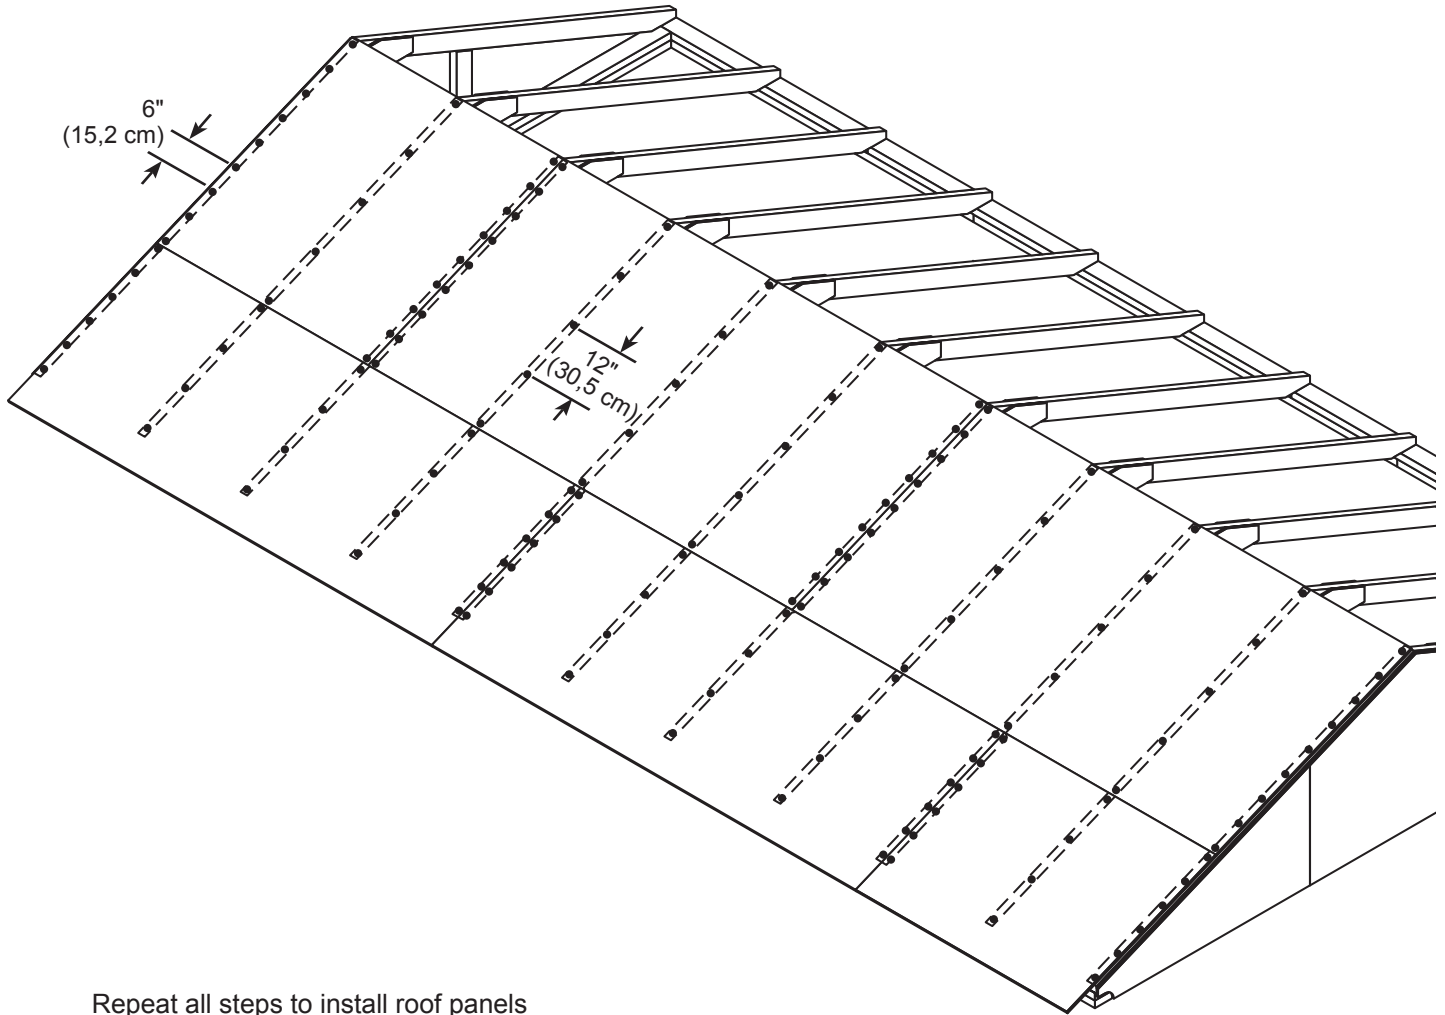 6"
(15,2 cm)
12"
(30,5 cm)
Repeat all steps to install roof panels